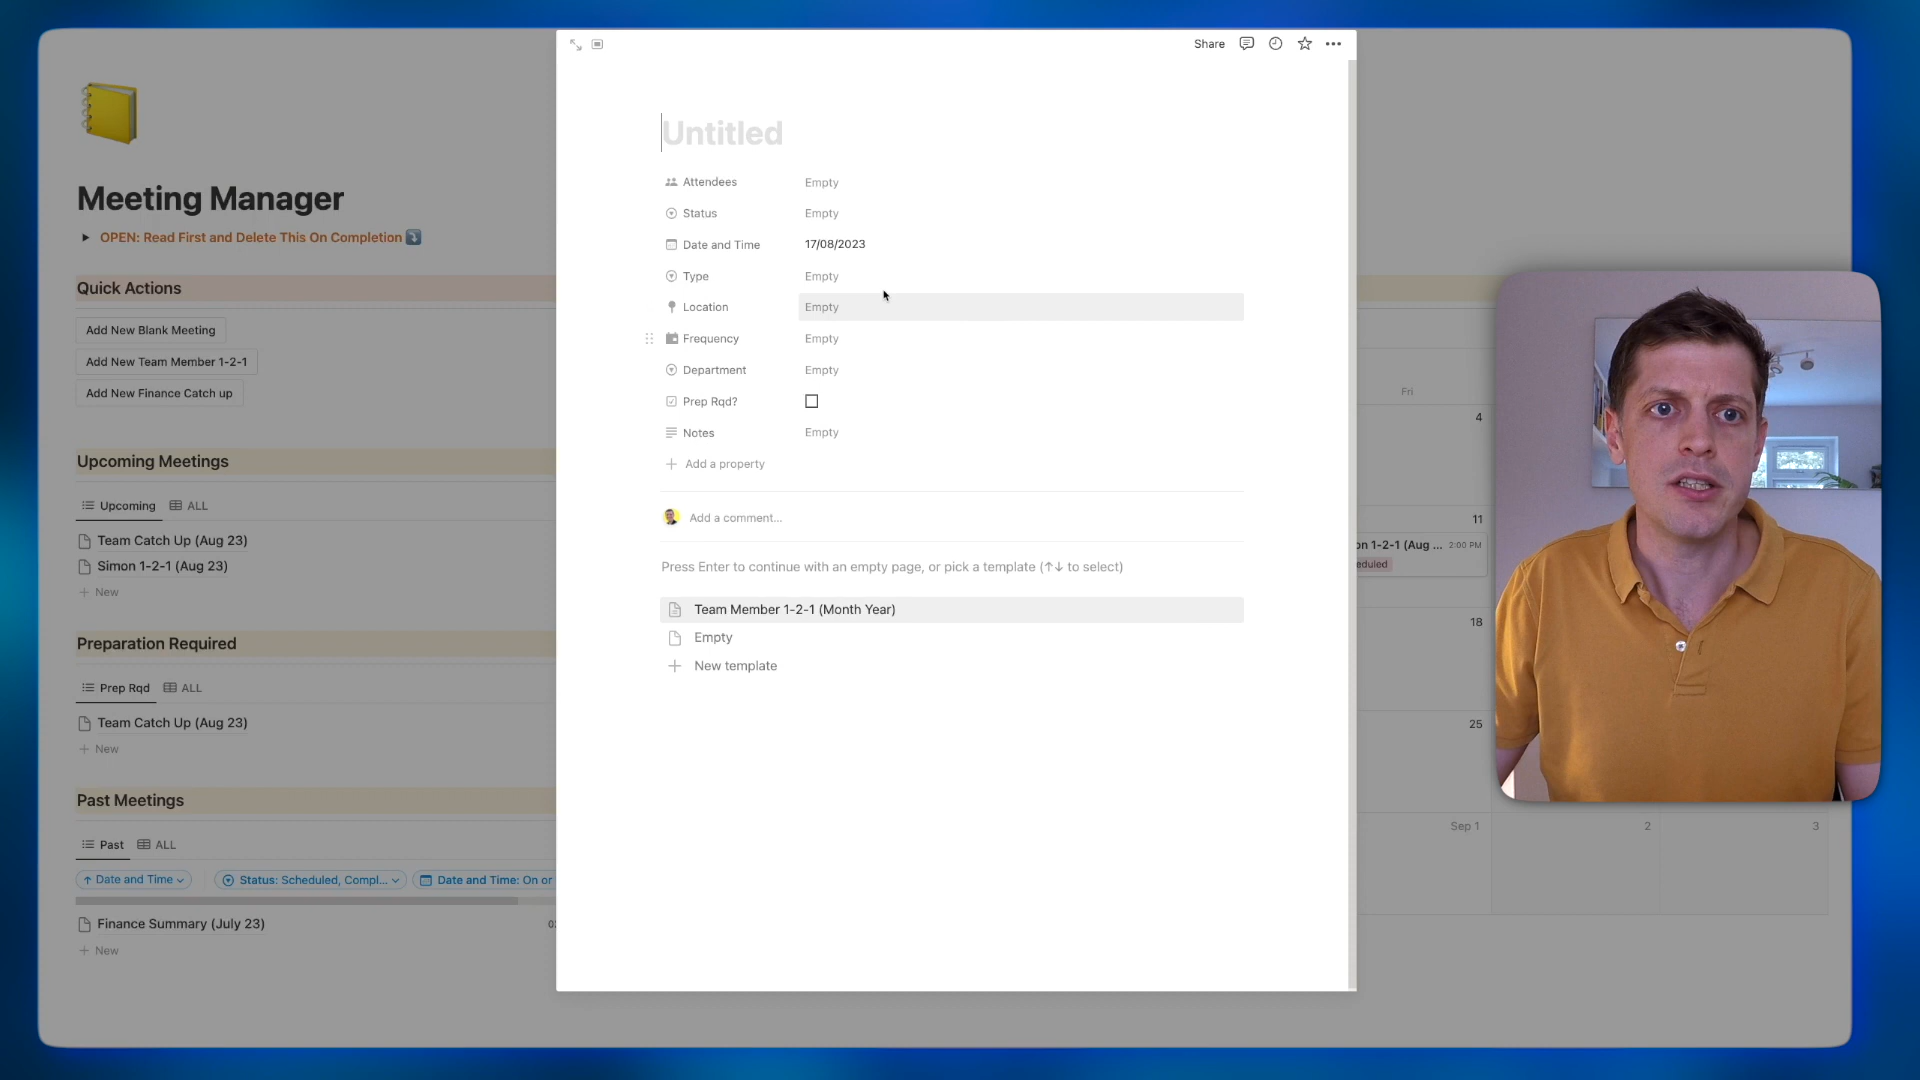 Meeting Manager
OPEN: Read First and Delete This On Completion
Quick Actions
Add New Blank Meeting
Add New Team Member 1-2-1
Add New Finance Catch up
Upcoming Meetings
Upcoming ALL
Team Catch Up (Aug 23)
Simon 1-2-1 (Aug 23)
+ New
Preparation Required
Prep Rqd ALL
Team Catch Up (Aug 23)
+ New
Past Meetings
Past ALL
↑ Date and Time Status: Scheduled, Compl... Date and Time: On or
Finance Summary (July 23)
+ New
Share
Untitled
Attendees Empty
Status Empty
Date and Time 17/08/2023
Type Empty
Location Empty
Frequency Empty
Department Empty
Prep Rqd?
Notes Empty
+ Add a property
Add a comment...
Press Enter to continue with an empty page, or pick a template (↑↓ to select)
Team Member 1-2-1 (Month Year)
Empty
+ New template
Fri
4
11
on 1-2-1 (Aug ... 2:00 PM
eduled
18
25
Sep 1 2 3